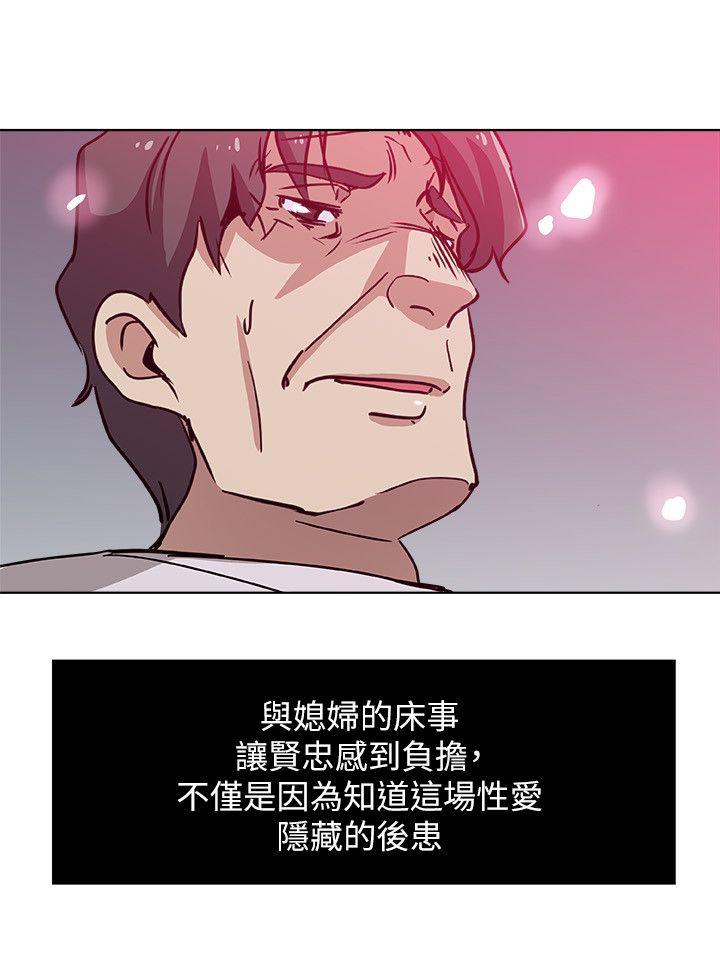 與媳婦的床事
讓賢忠感到負擔，
不僅是因為知道這場性愛
隱藏的後患